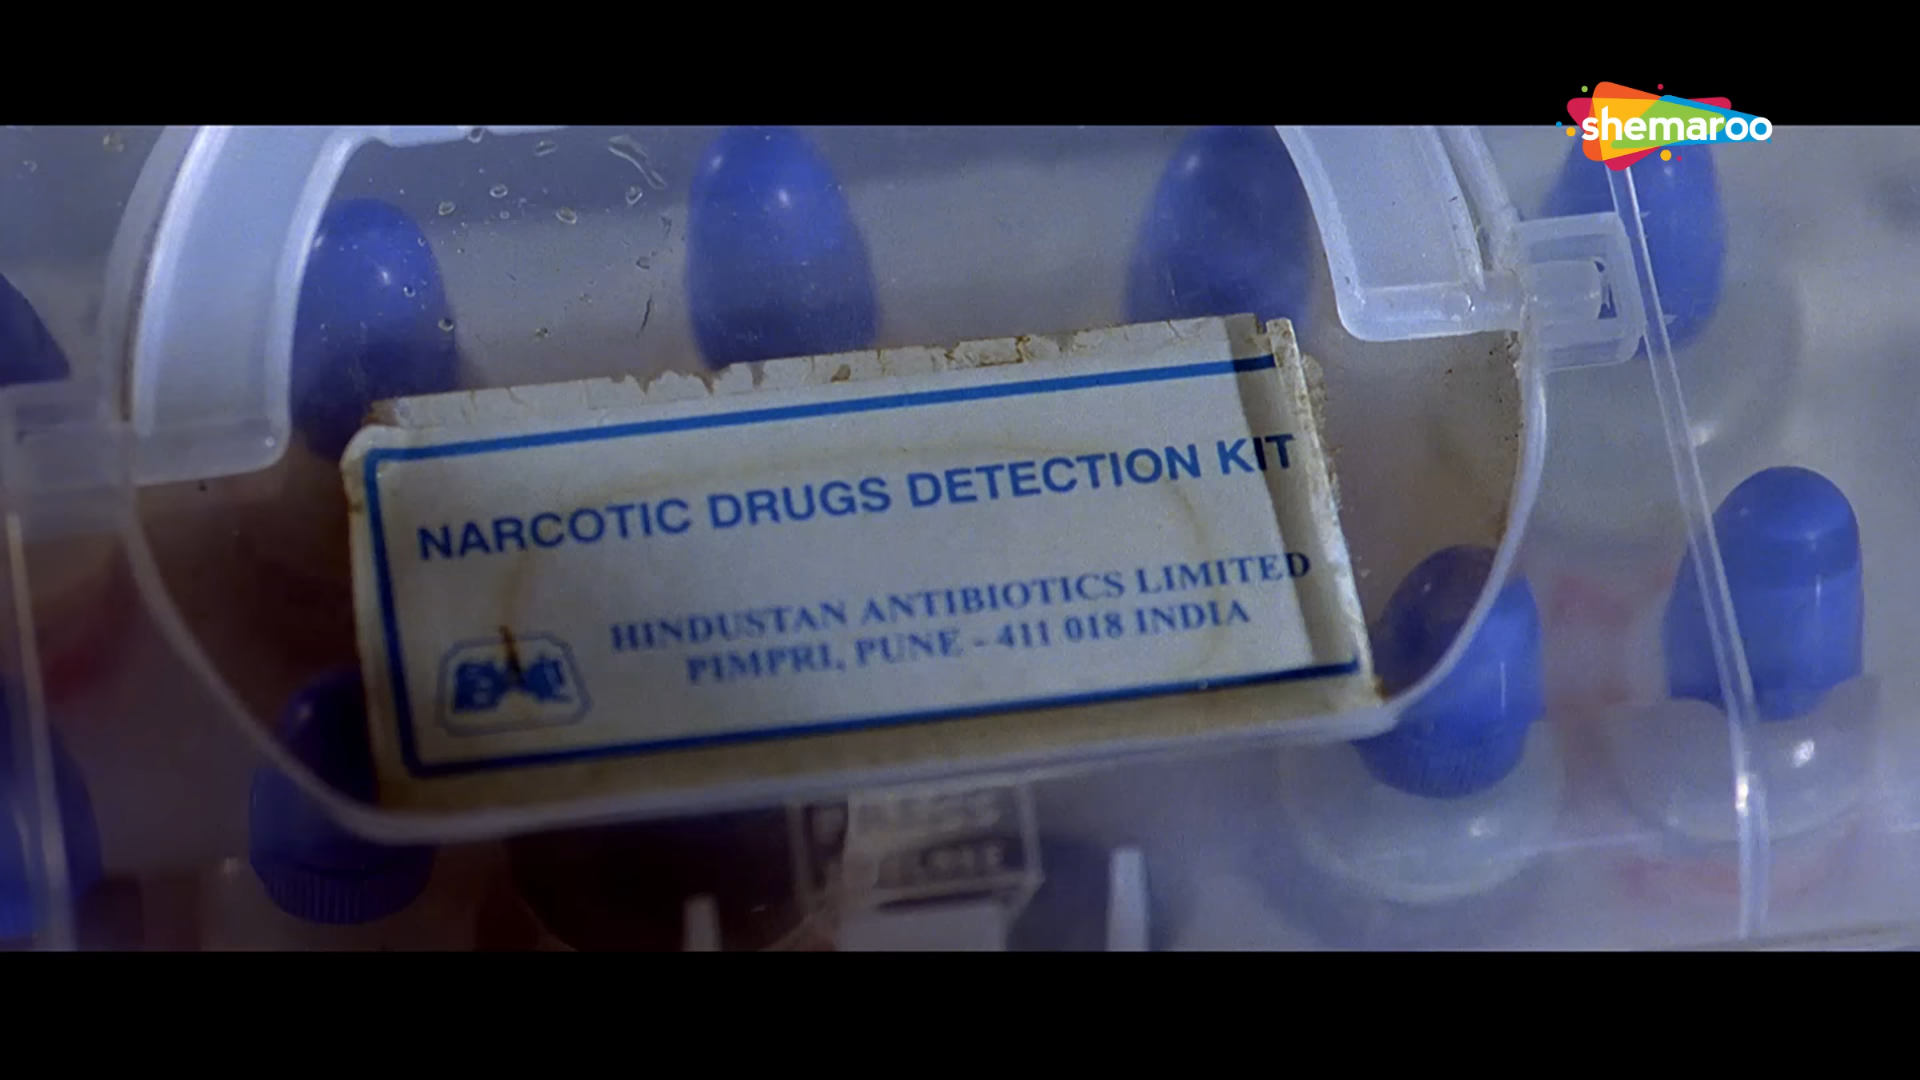 shemaroo
NARCOTIC DRUGS DETECTION KIT
HINDUSTAN ANTIBIOTICS LIMITED
PIMPRI, PUNE - 411 018 INDIA